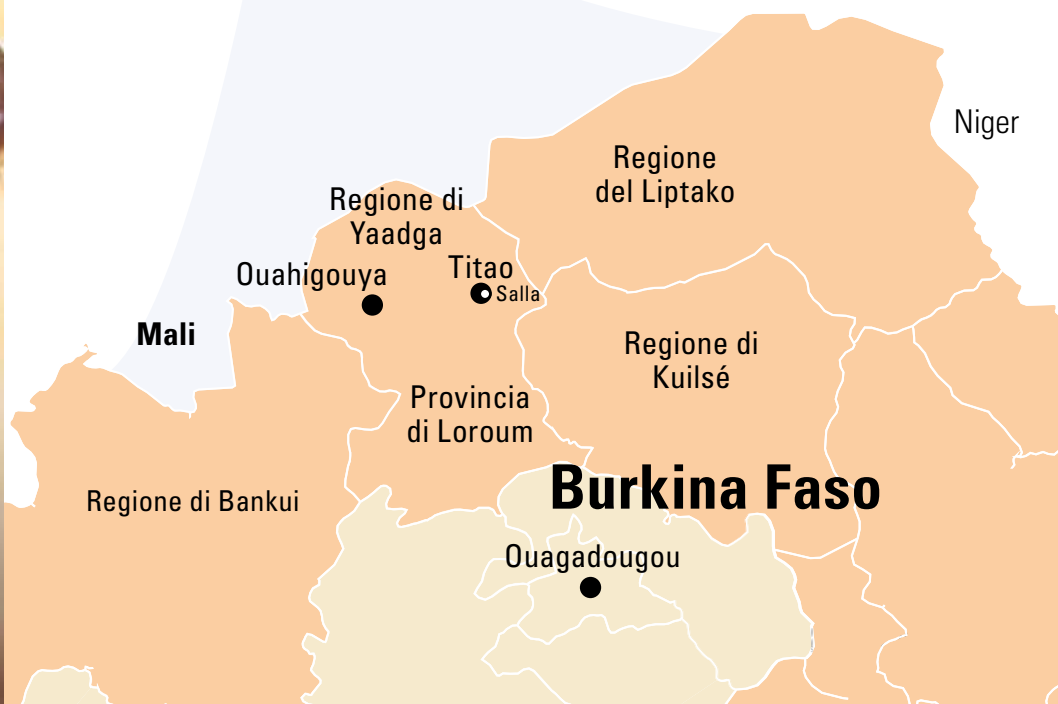 Niger
Regione
del Liptako
Regione di
Yaadga
Titao
Ouahigouya
Salla
Mali
Regione di
Kuilsé
Provincia
di Loroum
Burkina Faso
Regione di Bankui
Ouagadougou